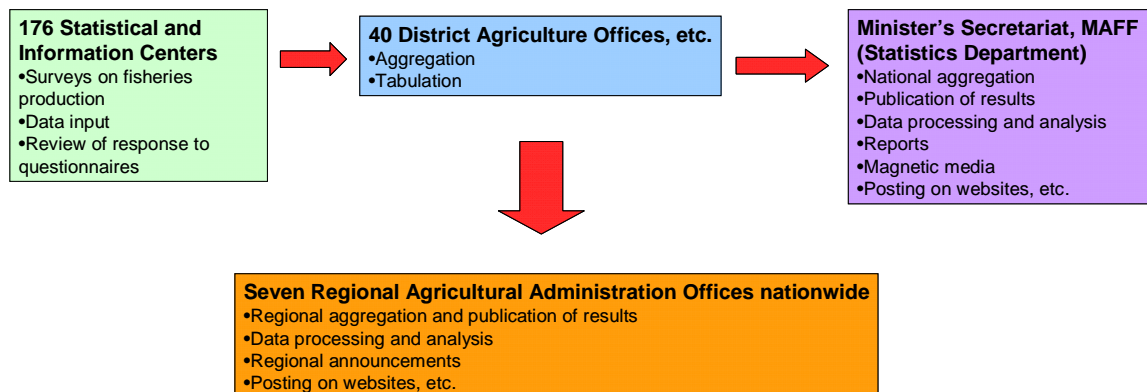 176 Statistical and
Information Centers
•Surveys on fisheries
production
•Data input
•Review of response to
questionnaires
40 District Agriculture Offices, etc.
•Aggregation
•Tabulation
Minister's Secretariat, MAFF
(Statistics Department)
•National aggregation
•Publication of results
•Data processing and analysis
•Reports
•Magnetic media
•Posting on websites, etc.
Seven Regional Agricultural Administration Offices nationwide
•Regional aggregation and publication of results
•Data processing and analysis
•Regional announcements
•Posting on websites, etc.